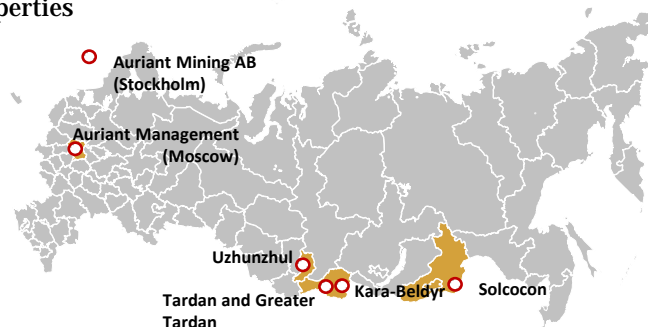 perties
Auriant Mining AB
(Stockholm)
Auriant Management
(Moscow)
Uzhunzhul
Tardan and Greater
Tardan
Kara-Beldyr
Solcocon